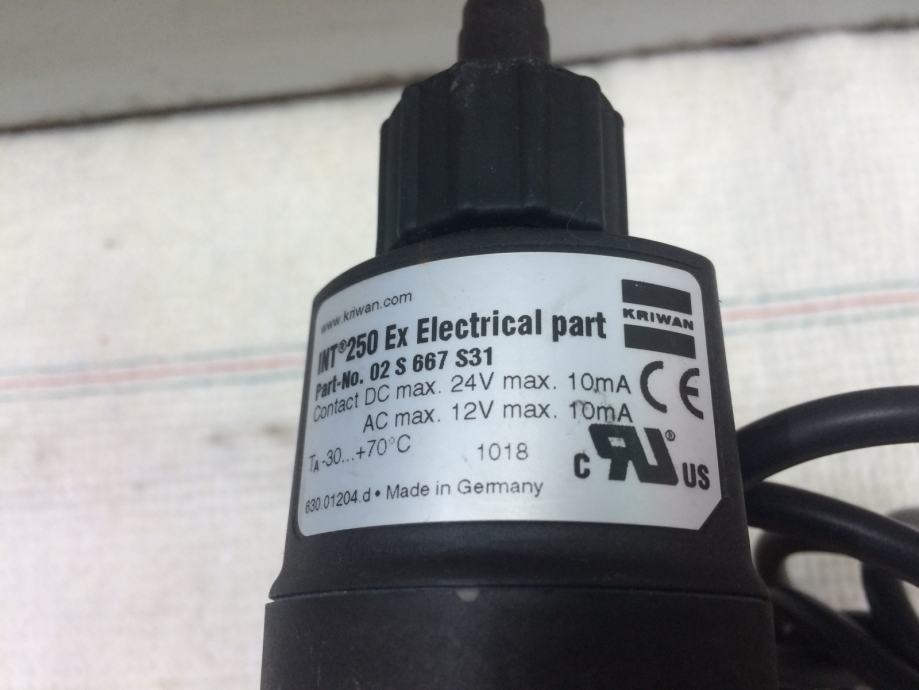 www.kriwan.com
INT®250 Ex Electrical part
KRIWAN
Part-No. 02 S 667 S31
Contact DC max. 24V max. 10mA
CE
AC max. 12V max. 10mA
TA -30...+70°C
1018
c RU® US
630.01204.d • Made in Germany